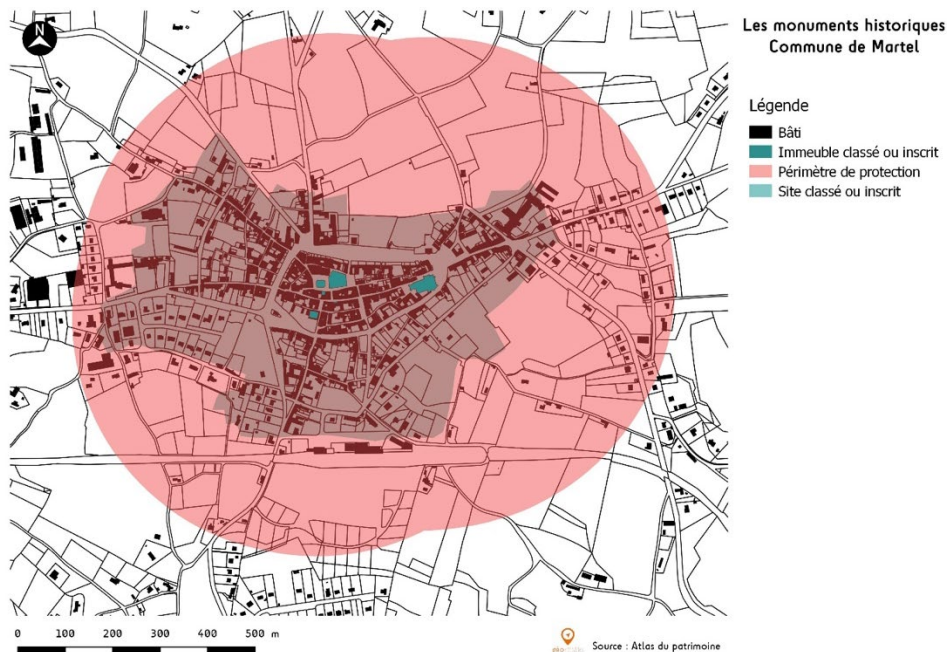 Les monuments historiques
Commune de Martel
N
Légende
Bâti
Immeuble classé ou inscrit
Périmètre de protection
Site classé ou inscrit
0 100 200 300 400 500 m
Source : Atlas du patrimoine